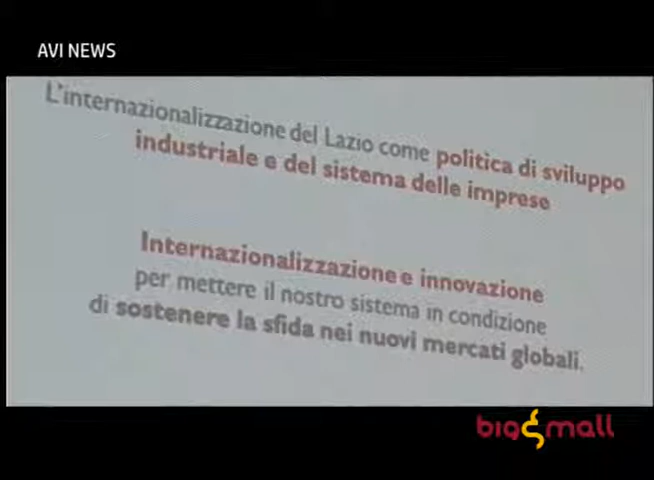 AVI NEWS
L'internazionalizzazione del Lazio come politica di sviluppo
industriale e del sistema delle imprese
Internazionalizzazione e innovazione
per mettere il nostro sistema in condizione
di sostenere la sfida nei nuovi mercati globali.
big mall